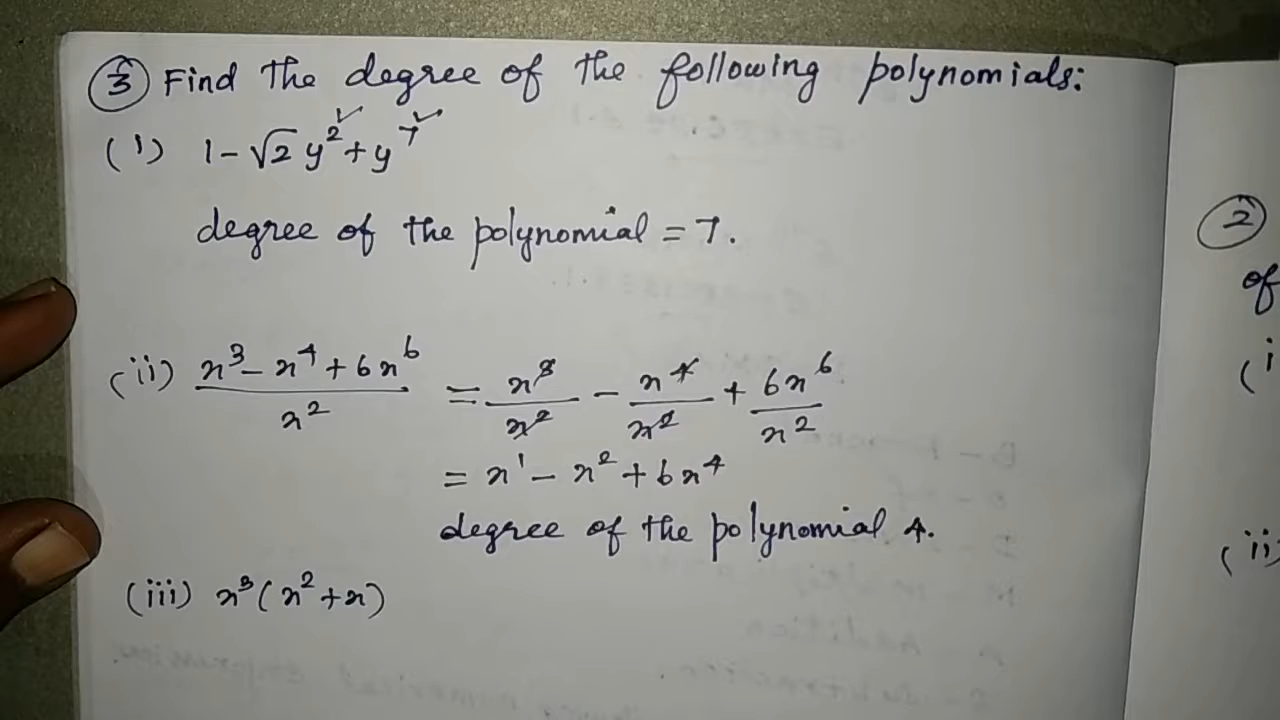 ③ Find the degree of the following polynomials:
(i) 1-√2 y²+y⁷
degree of the polynomial = 7.
(ii) x³-x⁴+6x⁶ / x² = x³/x² - x⁴/x² + 6x⁶/x²
= x¹ - x² + 6x⁴
degree of the polynomial 4.
(iii) x³(x²+x)
②
of
(i
(ii)